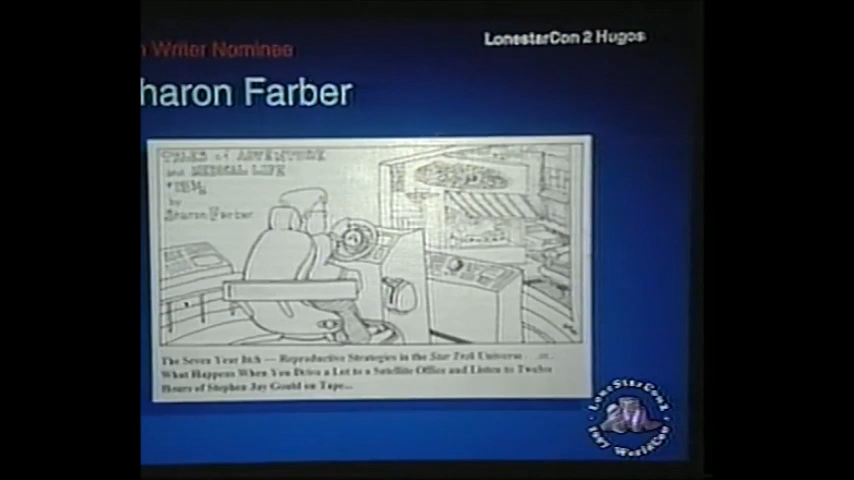 n Writer Nominee
LonestarCon 2 Hugos
haron Farber
TALES of ADVENTURE
and MEDICAL LIFE
by
Sharon Farber
The Seven Year Itch — Reproductive Strategies in the Star Trek Universe ...or...
What Happens When You Drive a Lot to a Satellite Office and Listen to Twelve
Hours of Stephen Jay Gould on Tape...
LoneStarCon2
1997 WorldCon